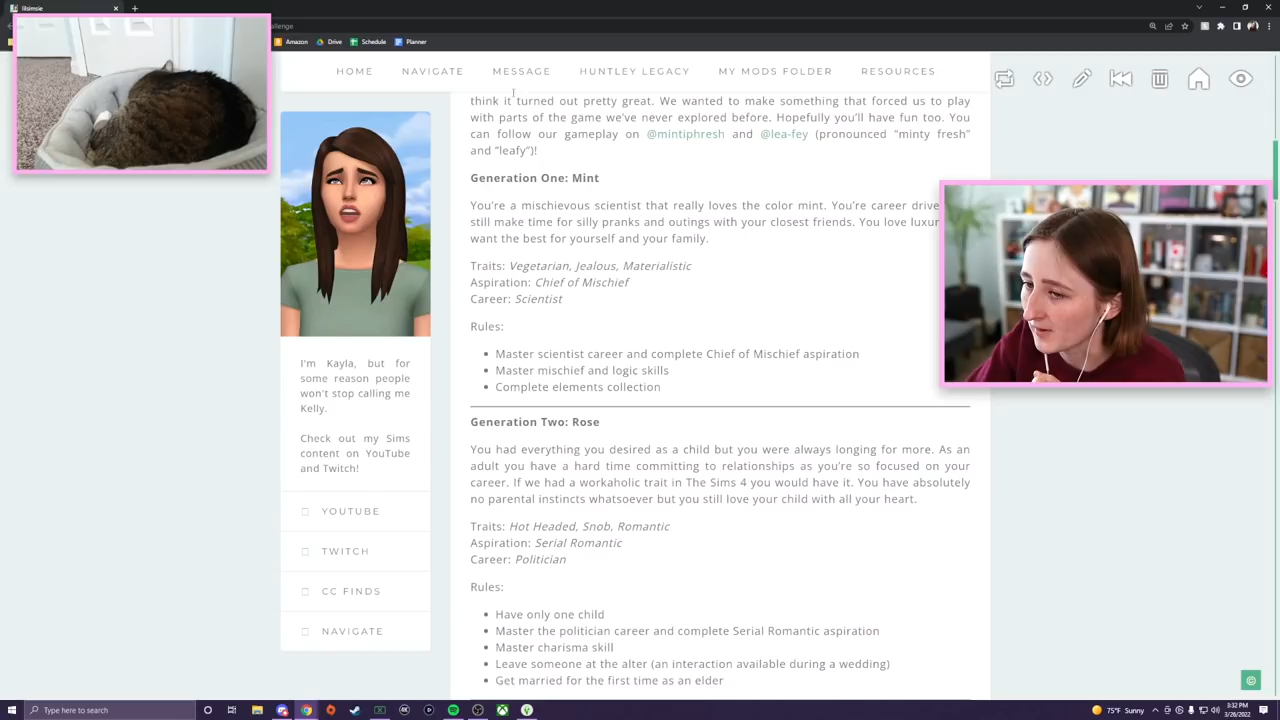 lilsimsie
allenge
Amazon
Drive
Schedule
Planner
HOME
NAVIGATE
MESSAGE
HUNTLEY LEGACY
MY MODS FOLDER
RESOURCES
think it turned out pretty great. We wanted to make something that forced us to play
with parts of the game we've never explored before. Hopefully you'll have fun too. You
can follow our gameplay on @mintiphresh and @lea-fey (pronounced "minty fresh"
and "leafy")!
Generation One: Mint
You're a mischievous scientist that really loves the color mint. You're career drive
still make time for silly pranks and outings with your closest friends. You love luxur
want the best for yourself and your family.
Traits: Vegetarian, Jealous, Materialistic
Aspiration: Chief of Mischief
Career: Scientist
Rules:
Master scientist career and complete Chief of Mischief aspiration
Master mischief and logic skills
Complete elements collection
Generation Two: Rose
You had everything you desired as a child but you were always longing for more. As an
adult you have a hard time committing to relationships as you're so focused on your
career. If we had a workaholic trait in The Sims 4 you would have it. You have absolutely
no parental instincts whatsoever but you still love your child with all your heart.
Traits: Hot Headed, Snob, Romantic
Aspiration: Serial Romantic
Career: Politician
Rules:
Have only one child
Master the politician career and complete Serial Romantic aspiration
Master charisma skill
Leave someone at the alter (an interaction available during a wedding)
Get married for the first time as an elder
I'm Kayla, but for
some reason people
won't stop calling me
Kelly.
Check out my Sims
content on YouTube
and Twitch!
YOUTUBE
TWITCH
CC FINDS
NAVIGATE
Type here to search
75°F Sunny
3:32 PM
3/26/2022